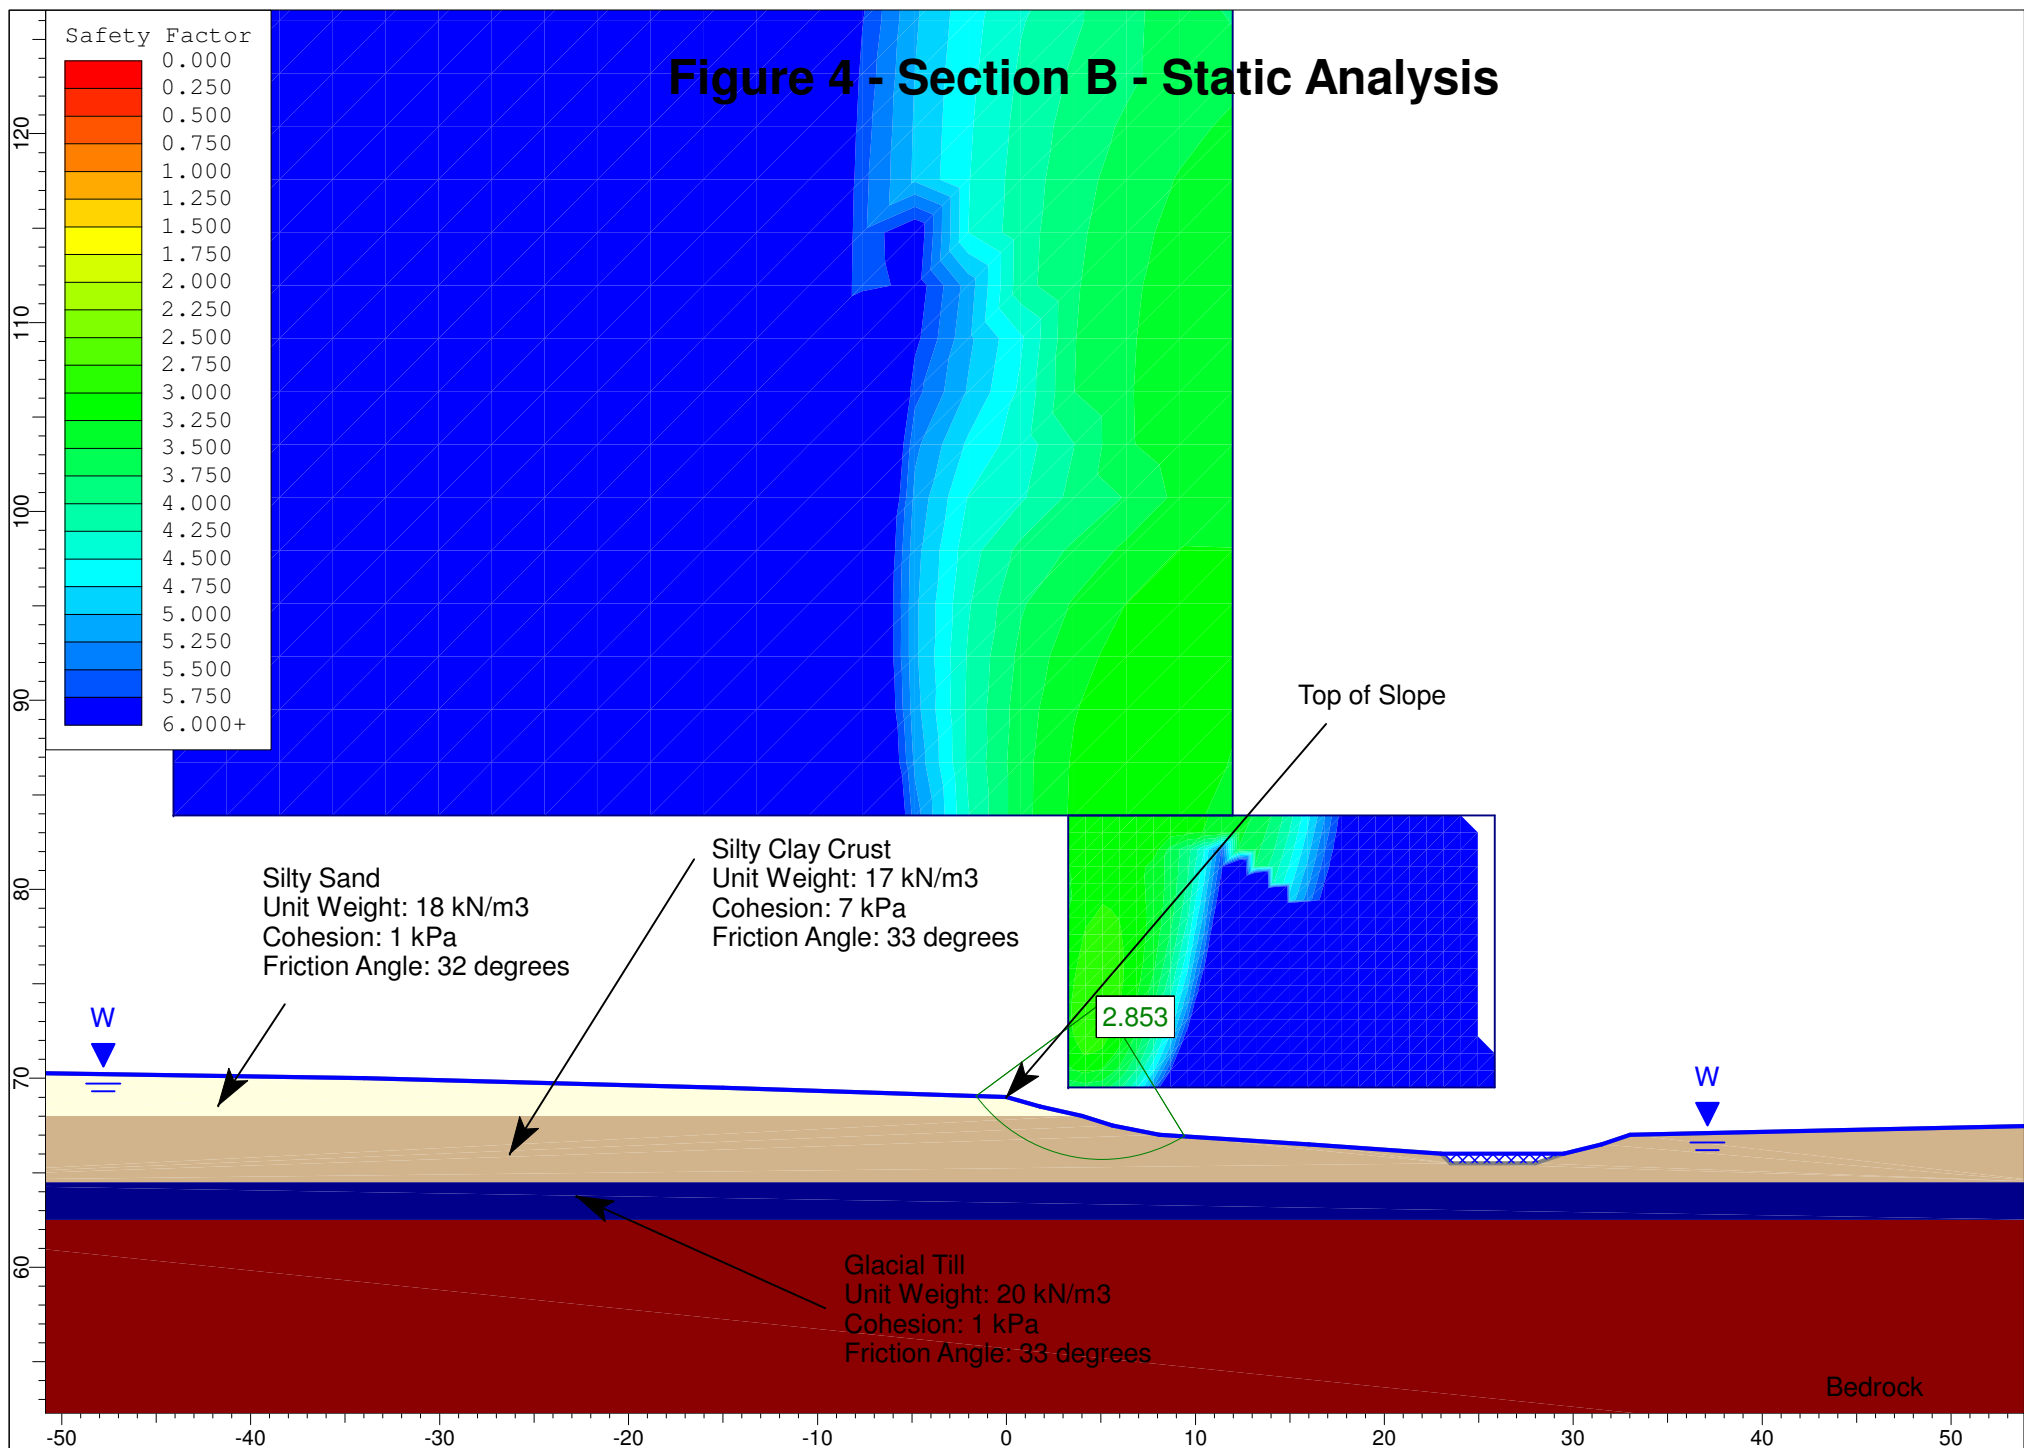 Figure 4 - Section B - Static Analysis
Safety Factor
0.000
0.250
0.500
0.750
1.000
1.250
1.500
1.750
2.000
2.250
2.500
2.750
3.000
3.250
3.500
3.750
4.000
4.250
4.500
4.750
5.000
5.250
5.500
5.750
6.000+
120
110
100
90
80
70
60
Top of Slope
Silty Sand
Unit Weight: 18 kN/m3
Cohesion: 1 kPa
Friction Angle: 32 degrees
Silty Clay Crust
Unit Weight: 17 kN/m3
Cohesion: 7 kPa
Friction Angle: 33 degrees
2.853
W
W
Glacial Till
Unit Weight: 20 kN/m3
Cohesion: 1 kPa
Friction Angle: 33 degrees
Bedrock
-50 -40 -30 -20 -10 0 10 20 30 40 50